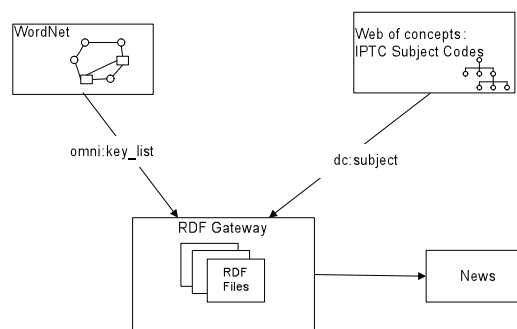 WordNet
Web of concepts :
IPTC Subject Codes
omni:key_list
dc:subject
RDF Gateway
RDF
Files
News